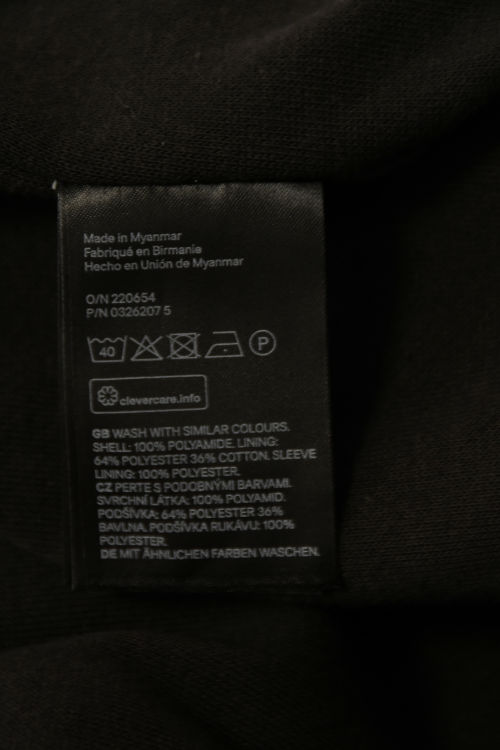 Made in Myanmar
Fabriqué en Birmanie
Hecho en Unión de Myanmar
O/N 220654
P/N 0326207 5
40 P
clevercare.info
GB WASH WITH SIMILAR COLOURS.
SHELL: 100% POLYAMIDE. LINING:
64% POLYESTER 36% COTTON. SLEEVE
LINING: 100% POLYESTER.
CZ PERTE S PODOBNÝMI BARVAMI.
SVRCHNÍ LÁTKA: 100% POLYAMID.
PODŠÍVKA: 64% POLYESTER 36%
BAVLNA. PODŠÍVKA RUKÁVU: 100%
POLYESTER.
DE MIT ÄHNLICHEN FARBEN WASCHEN.